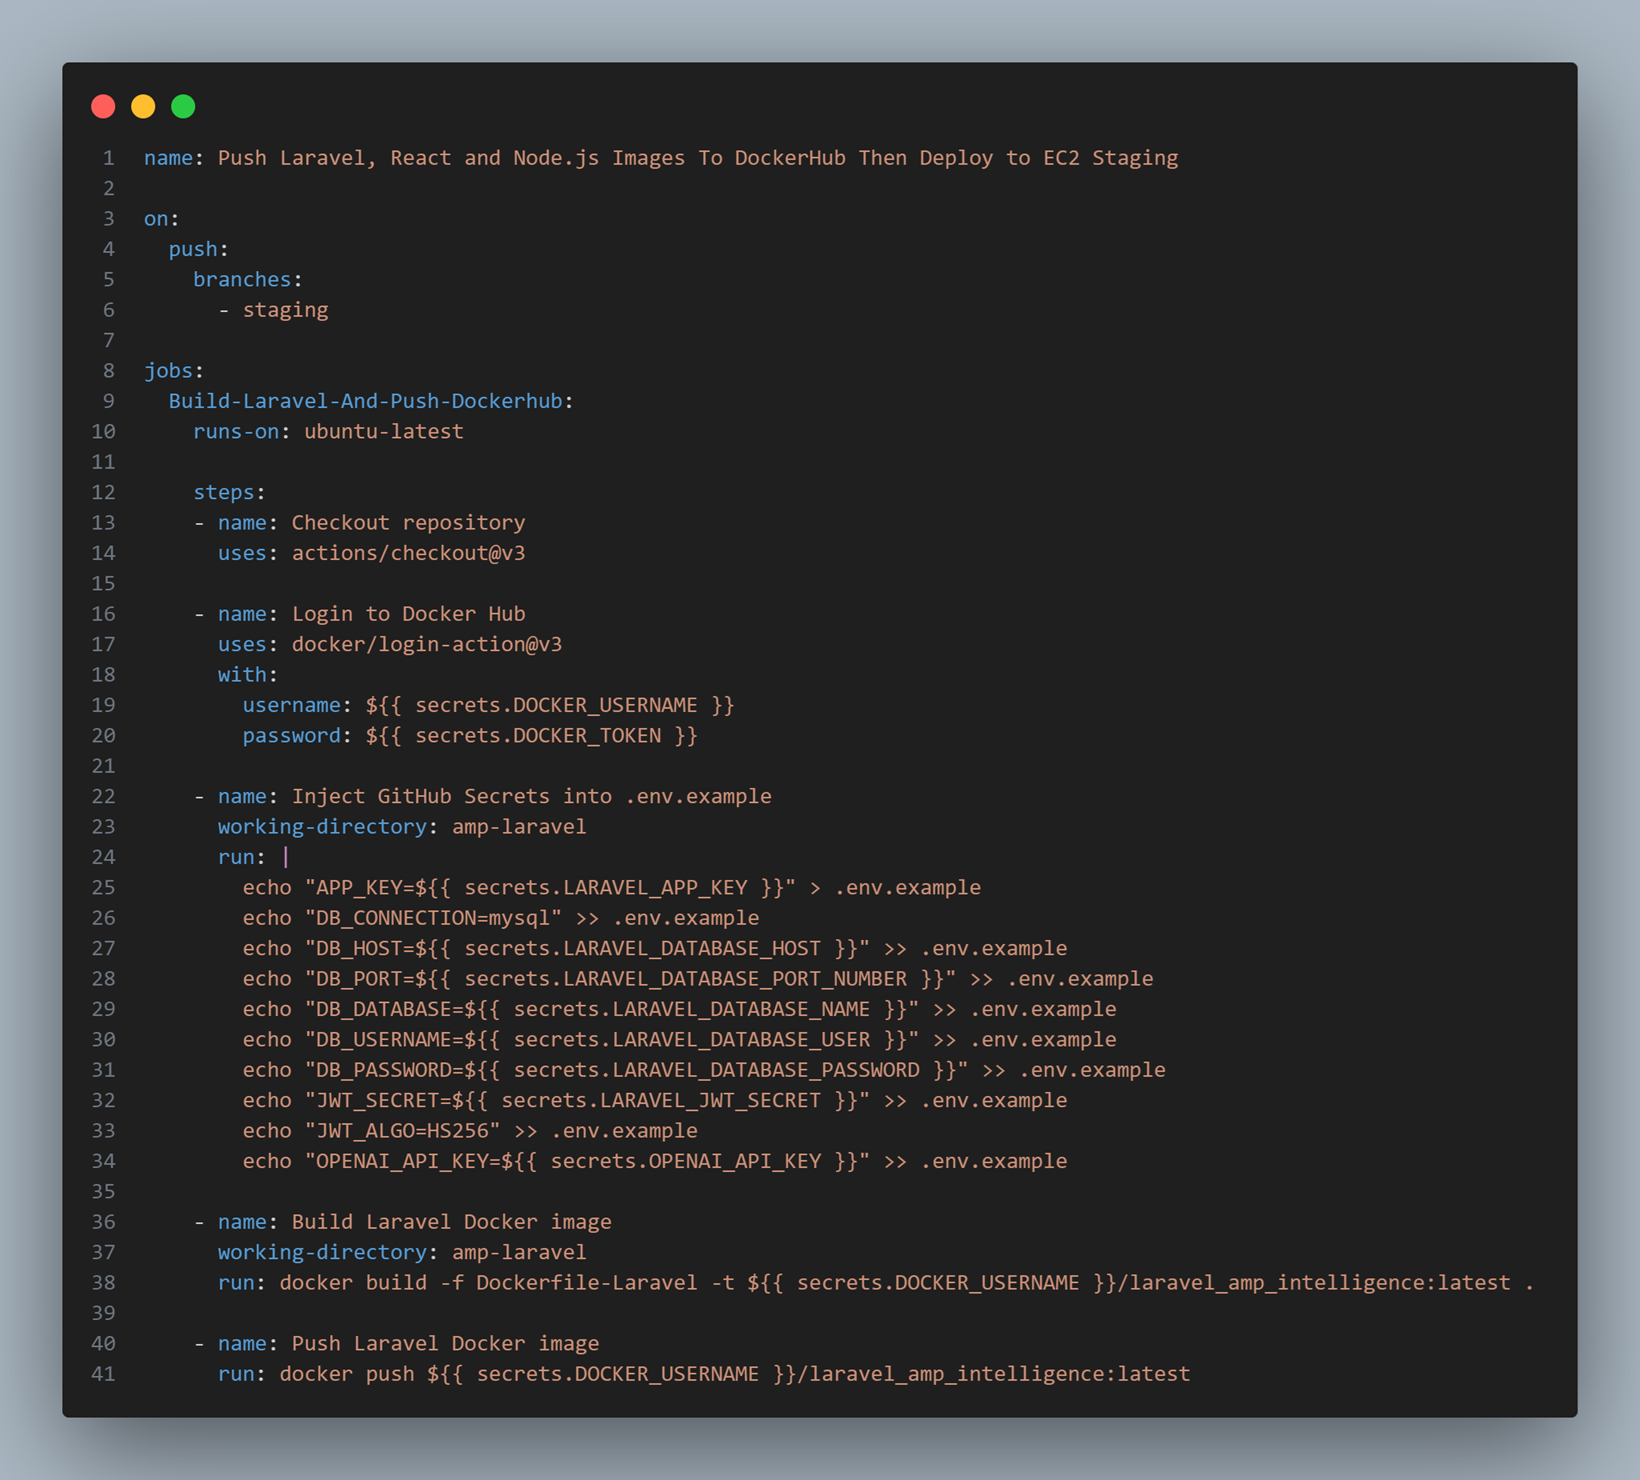 1 name: Push Laravel, React and Node.js Images To DockerHub Then Deploy to EC2 Staging
2
3 on:
4   push:
5     branches:
6       - staging
7
8 jobs:
9   Build-Laravel-And-Push-Dockerhub:
10     runs-on: ubuntu-latest
11
12     steps:
13     - name: Checkout repository
14       uses: actions/checkout@v3
15
16     - name: Login to Docker Hub
17       uses: docker/login-action@v3
18       with:
19         username: ${{ secrets.DOCKER_USERNAME }}
20         password: ${{ secrets.DOCKER_TOKEN }}
21
22     - name: Inject GitHub Secrets into .env.example
23       working-directory: amp-laravel
24       run: |
25         echo "APP_KEY=${{ secrets.LARAVEL_APP_KEY }}" > .env.example
26         echo "DB_CONNECTION=mysql" >> .env.example
27         echo "DB_HOST=${{ secrets.LARAVEL_DATABASE_HOST }}" >> .env.example
28         echo "DB_PORT=${{ secrets.LARAVEL_DATABASE_PORT_NUMBER }}" >> .env.example
29         echo "DB_DATABASE=${{ secrets.LARAVEL_DATABASE_NAME }}" >> .env.example
30         echo "DB_USERNAME=${{ secrets.LARAVEL_DATABASE_USER }}" >> .env.example
31         echo "DB_PASSWORD=${{ secrets.LARAVEL_DATABASE_PASSWORD }}" >> .env.example
32         echo "JWT_SECRET=${{ secrets.LARAVEL_JWT_SECRET }}" >> .env.example
33         echo "JWT_ALGO=HS256" >> .env.example
34         echo "OPENAI_API_KEY=${{ secrets.OPENAI_API_KEY }}" >> .env.example
35
36     - name: Build Laravel Docker image
37       working-directory: amp-laravel
38       run: docker build -f Dockerfile-Laravel -t ${{ secrets.DOCKER_USERNAME }}/laravel_amp_intelligence:latest .
39
40     - name: Push Laravel Docker image
41       run: docker push ${{ secrets.DOCKER_USERNAME }}/laravel_amp_intelligence:latest